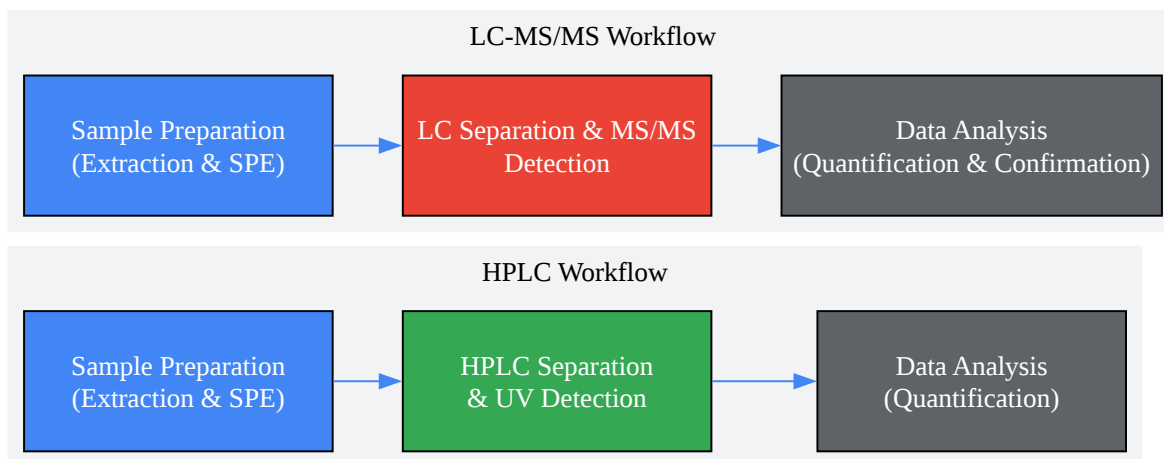 LC-MS/MS Workflow
Sample Preparation
(Extraction & SPE)
LC Separation & MS/MS
Detection
Data Analysis
(Quantification & Confirmation)
HPLC Workflow
Sample Preparation
(Extraction & SPE)
HPLC Separation
& UV Detection
Data Analysis
(Quantification)